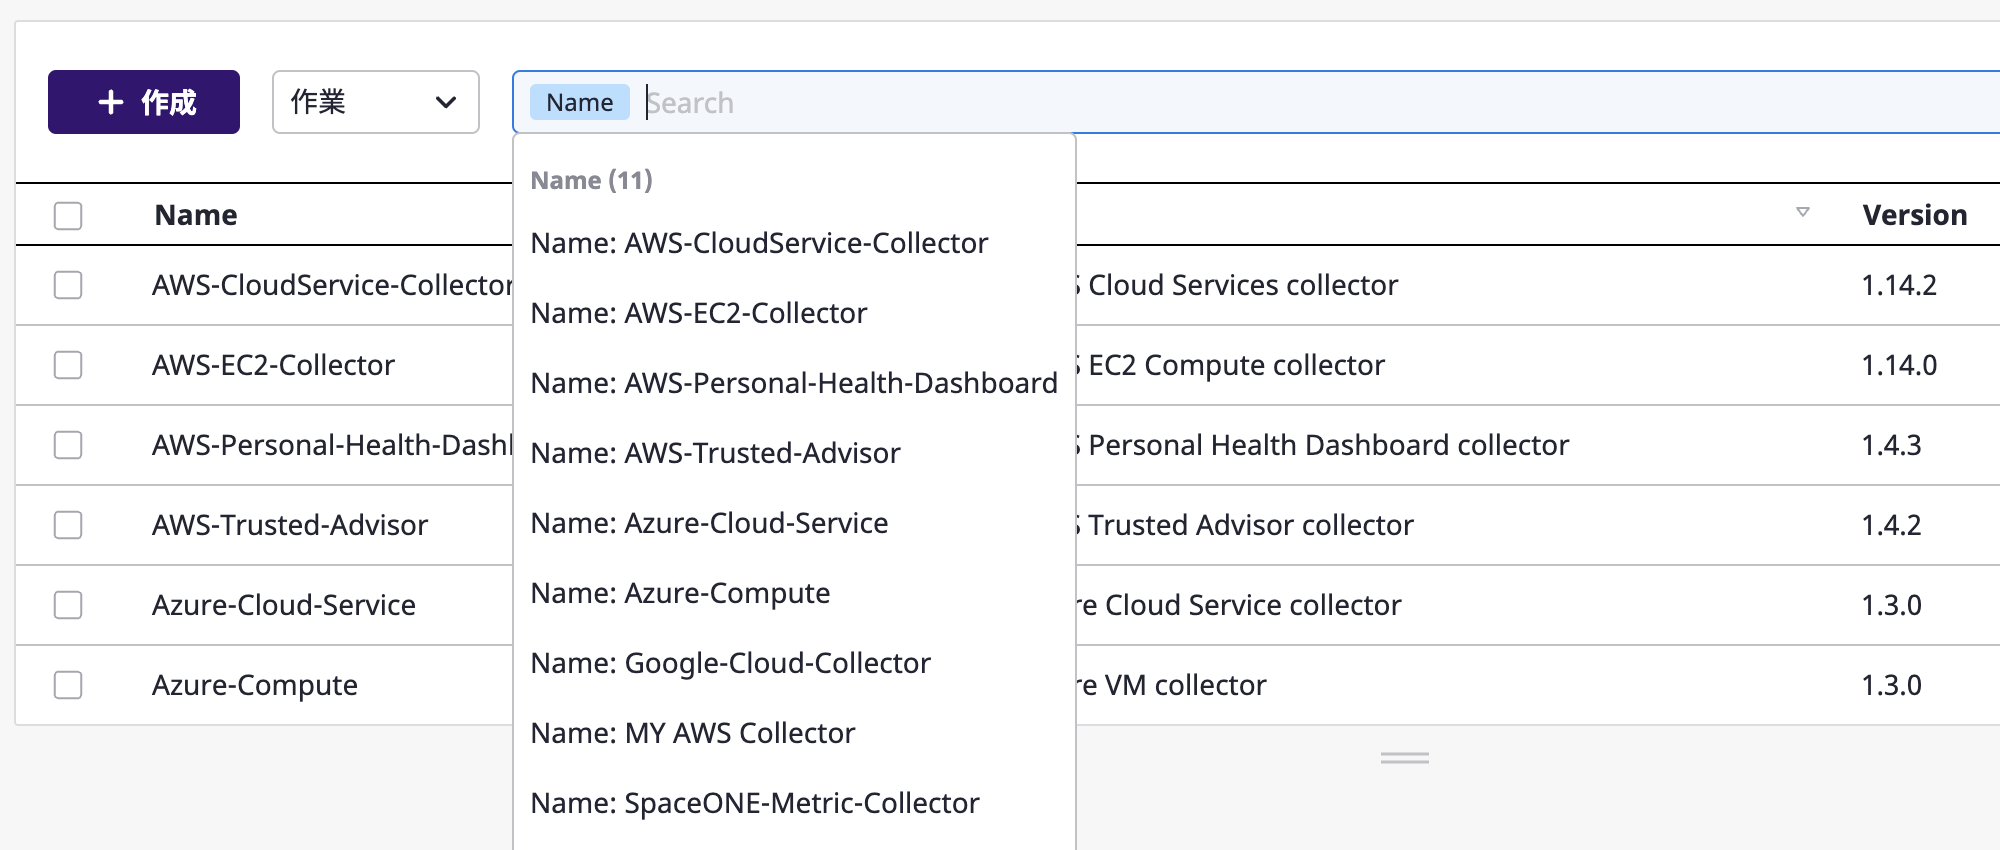 作成
作業
Name
Search
Name (11)
Name: AWS-CloudService-Collector
Name: AWS-EC2-Collector
Name: AWS-Personal-Health-Dashboard
Name: AWS-Trusted-Advisor
Name: Azure-Cloud-Service
Name: Azure-Compute
Name: Google-Cloud-Collector
Name: MY AWS Collector
Name: SpaceONE-Metric-Collector
Name Version
AWS-CloudService-Collector Cloud Services collector 1.14.2
AWS-EC2-Collector EC2 Compute collector 1.14.0
AWS-Personal-Health-Dash Personal Health Dashboard collector 1.4.3
AWS-Trusted-Advisor Trusted Advisor collector 1.4.2
Azure-Cloud-Service re Cloud Service collector 1.3.0
Azure-Compute re VM collector 1.3.0